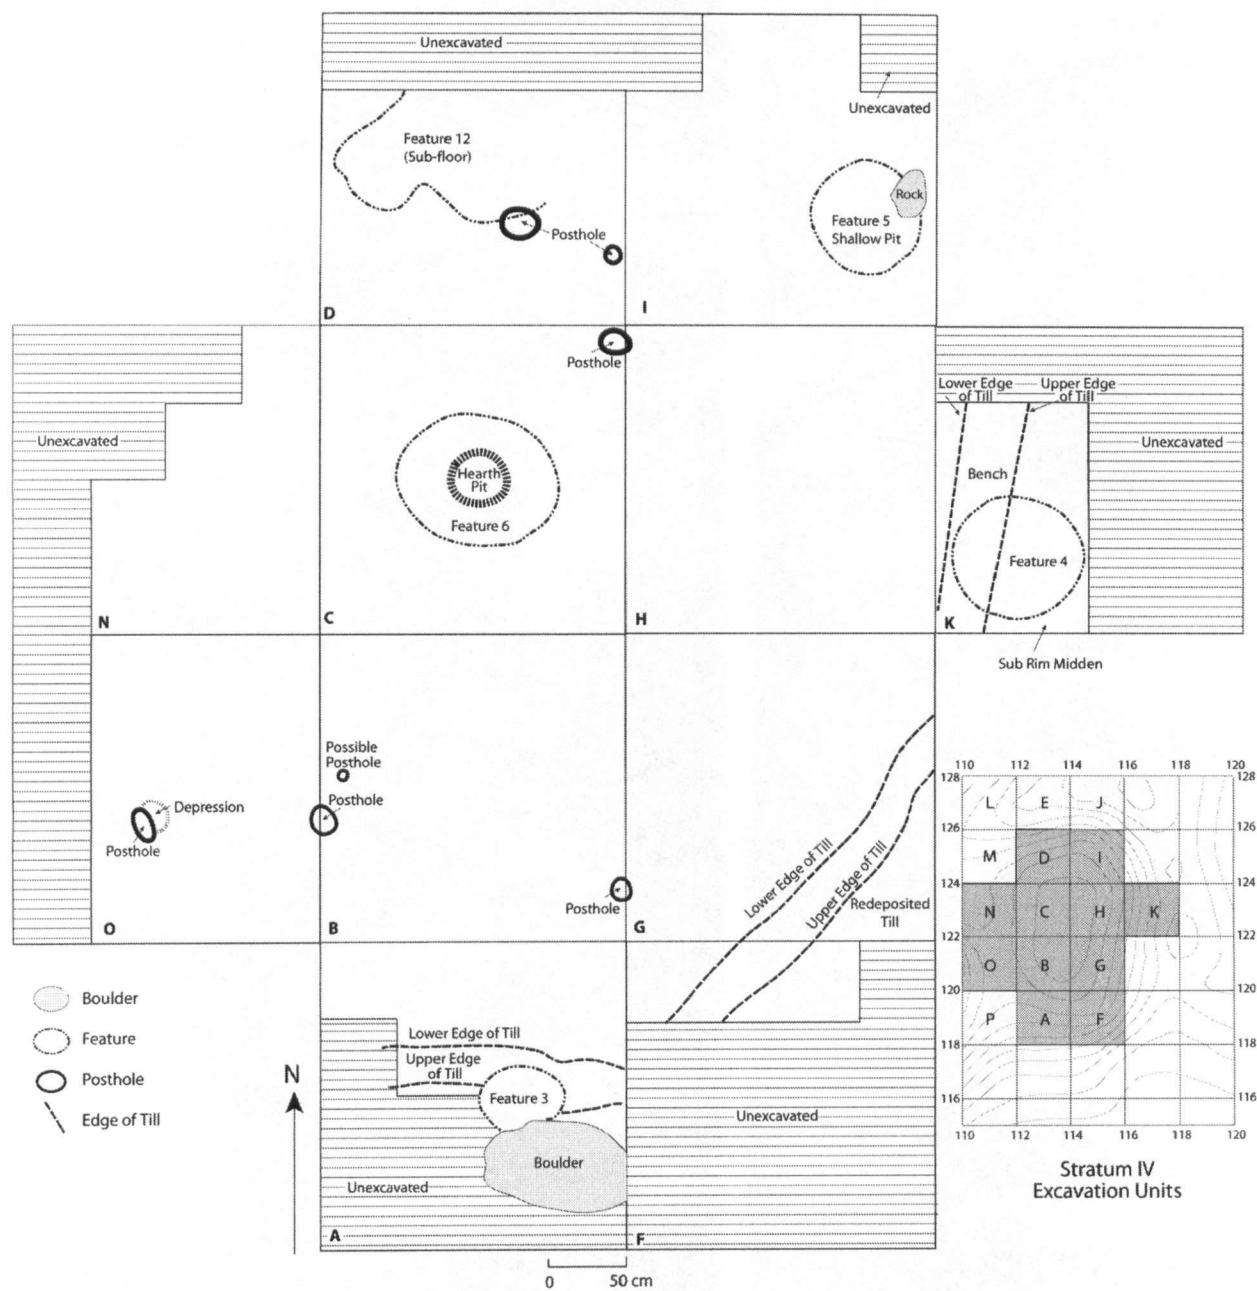 Unexcavated
Unexcavated
Feature 12
(Sub-floor)
Rock
Posthole
Feature 5
Shallow Pit
D
I
Posthole
Lower Edge
of Till
Upper Edge
of Till
Unexcavated
Unexcavated
Bench
Hearth
Pit
Feature 6
Feature 4
N
C
H
K
Sub Rim Midden
Possible
Posthole
Depression
Posthole
Posthole
Lower Edge of Till
Upper Edge of Till
Posthole
Redeposited
Till
O
B
G
110 112 114 116 118 120
128 128
L E J
126 126
M D I
124 124
N C H K
122 122
O B G
120 120
P A F
118 118
116 116
110 112 114 116 118 120
Stratum IV
Excavation Units
Boulder
Feature
Posthole
Edge of Till
N
Lower Edge of Till
Upper Edge
of Till
Feature 3
Boulder
Unexcavated
Unexcavated
A
F
0 50 cm